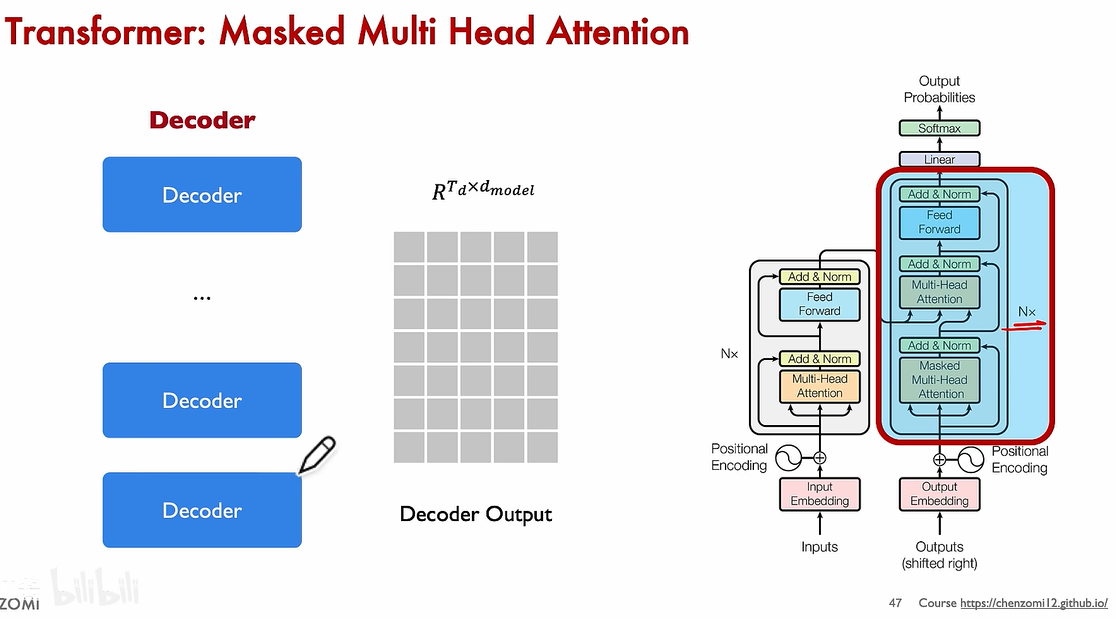 Transformer: Masked Multi Head Attention
Decoder
Decoder
...
Decoder
Decoder
R^{T_d×d_{model}}
Decoder Output
Output
Probabilities
Softmax
Linear
Add & Norm
Feed
Forward
Add & Norm
Multi-Head
Attention
N×
Add & Norm
Masked
Multi-Head
Attention
Add & Norm
Feed
Forward
N×
Add & Norm
Multi-Head
Attention
Positional
Encoding
Positional
Encoding
Input
Embedding
Output
Embedding
Inputs
Outputs
(shifted right)
ZOMI
bilibili
47 Course https://chenzomi12.github.io/